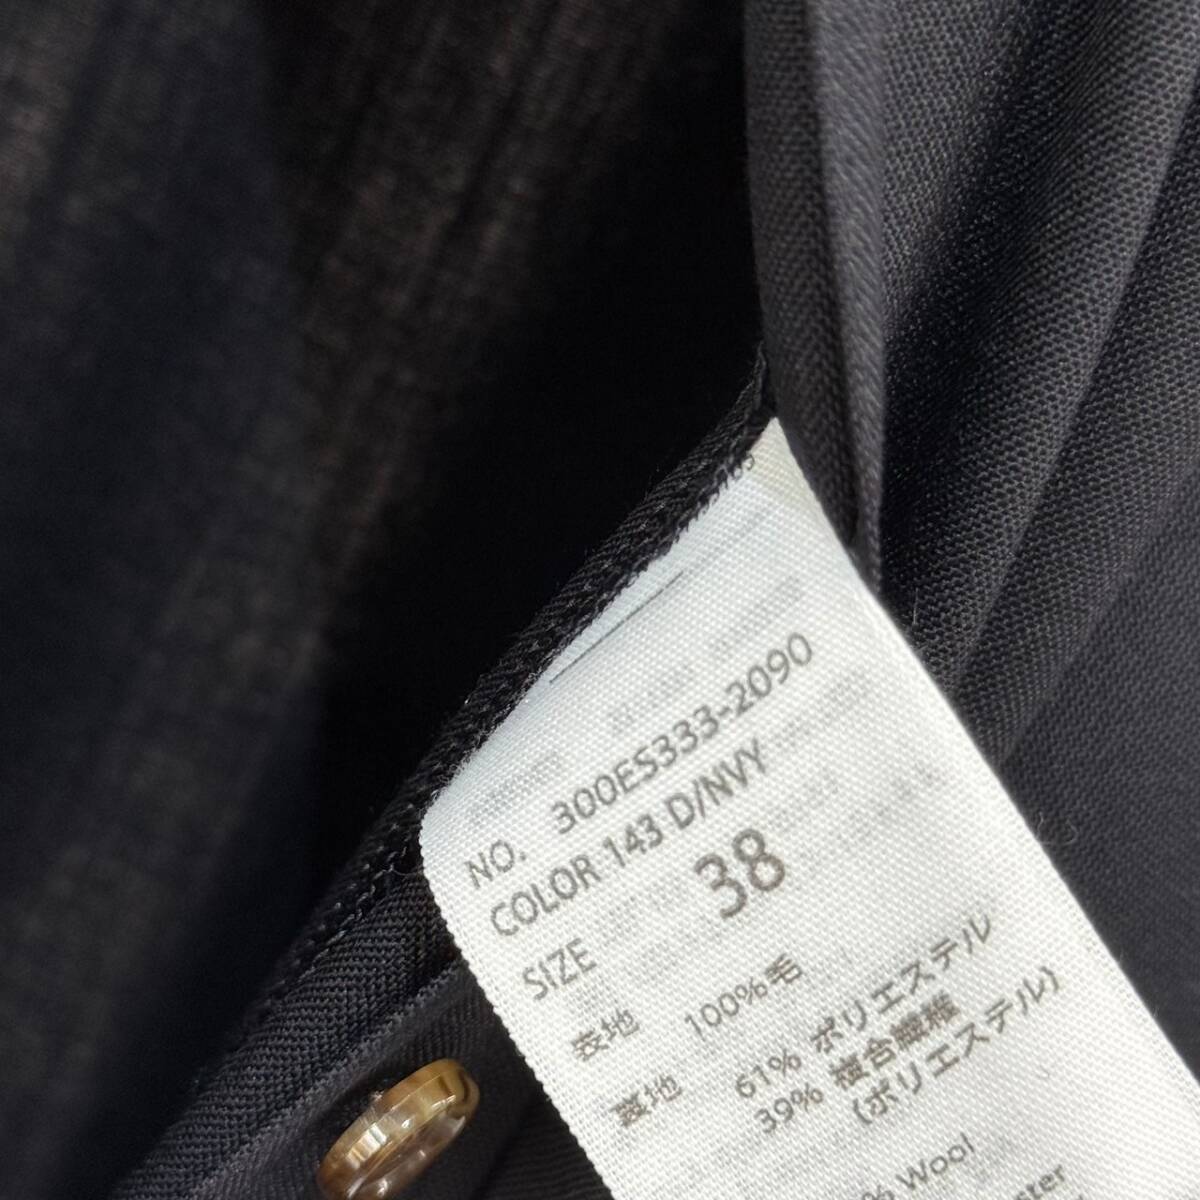 NO. 300ES333-2090
COLOR 143 D/NVY
SIZE 38
表地 100%毛
裏地 61% ポリエステル
39% 複合繊維
(ポリエステル)
% Wool